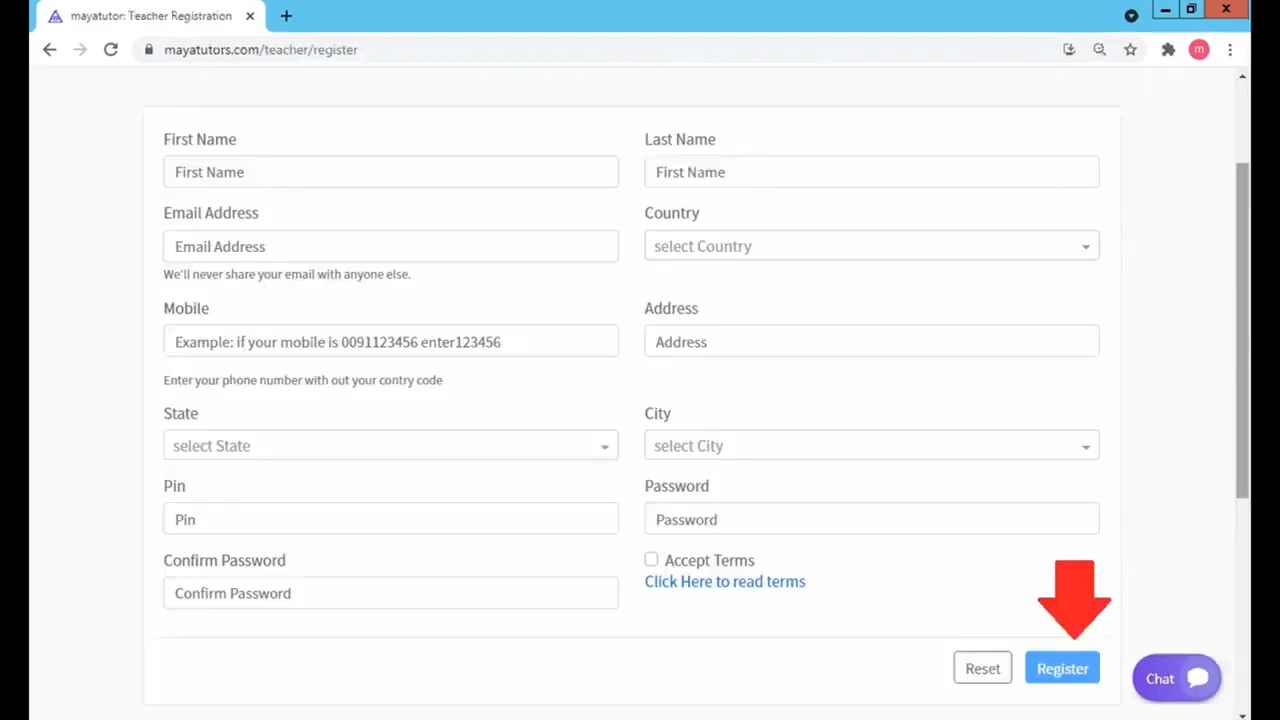 mayatutor: Teacher Registration
mayatutors.com/teacher/register
m
First Name
Last Name
First Name
First Name
Email Address
Country
Email Address
select Country
We'll never share your email with anyone else.
Mobile
Address
Example: if your mobile is 0091123456 enter123456
Address
Enter your phone number with out your contry code
State
City
select State
select City
Pin
Password
Pin
Password
Confirm Password
Accept Terms
Click Here to read terms
Confirm Password
Reset
Register
Chat